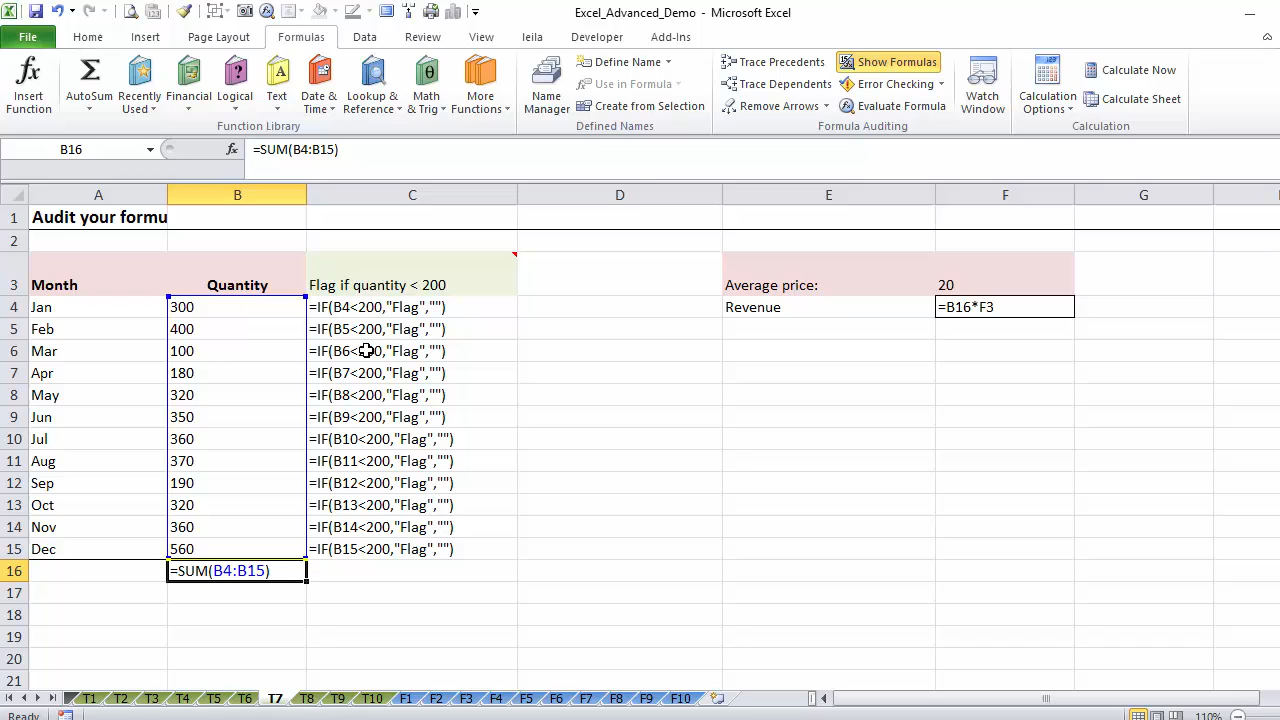 Excel_Advanced_Demo - Microsoft Excel
File Home Insert Page Layout Formulas Data Review View leila Developer Add-Ins
Insert Function
AutoSum
Recently Used
Financial
Logical
Text
Date & Time
Lookup & Reference
Math & Trig
More Functions
Function Library
Name Manager
Define Name
Use in Formula
Create from Selection
Defined Names
Trace Precedents
Trace Dependents
Remove Arrows
Show Formulas
Error Checking
Evaluate Formula
Formula Auditing
Watch Window
Calculation Options
Calculate Now
Calculate Sheet
Calculation
B16 fx =SUM(B4:B15)
A B C D E F G
1 Audit your formu
2
3 Month Quantity Flag if quantity < 200 Average price: 20
4 Jan 300 =IF(B4<200,"Flag","") Revenue =B16*F3
5 Feb 400 =IF(B5<200,"Flag","")
6 Mar 100 =IF(B6<200,"Flag","")
7 Apr 180 =IF(B7<200,"Flag","")
8 May 320 =IF(B8<200,"Flag","")
9 Jun 350 =IF(B9<200,"Flag","")
10 Jul 360 =IF(B10<200,"Flag","")
11 Aug 370 =IF(B11<200,"Flag","")
12 Sep 190 =IF(B12<200,"Flag","")
13 Oct 320 =IF(B13<200,"Flag","")
14 Nov 360 =IF(B14<200,"Flag","")
15 Dec 560 =IF(B15<200,"Flag","")
16 =SUM(B4:B15)
17
18
19
20
21
T1 T2 T3 T4 T5 T6 T7 T8 T9 T10 F1 F2 F3 F4 F5 F6 F7 F8 F9 F10
Ready 110%